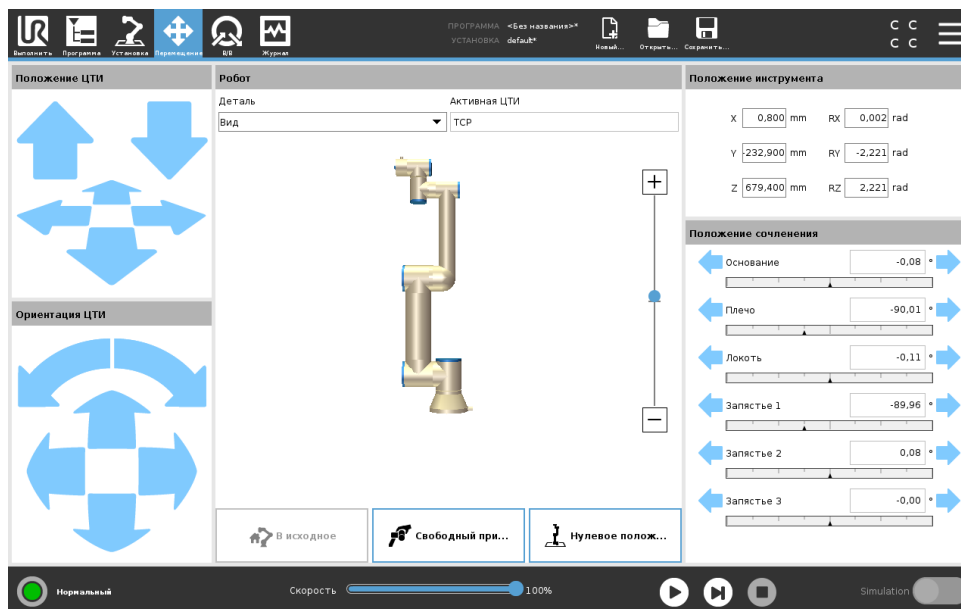 UR
ПРОГРАММА <Без названия>*
УСТАНОВКА default*
Выполнить Программа Установка Перемещение В/В Журнал
Новый... Открыть... Сохранить...
C C
C C
Положение ЦТИ
Робот
Положение инструмента
Деталь
Активная ЦТИ
Вид
TCP
X 0,800 mm RX 0,002 rad
Y -232,900 mm RY -2,221 rad
Z 679,400 mm RZ 2,221 rad
Положение сочленения
Основание -0,08 °
Плечо -90,01 °
Локоть -0,11 °
Запястье 1 -89,96 °
Запястье 2 0,08 °
Запястье 3 -0,00 °
Ориентация ЦТИ
В исходное
Свободный при...
Нулевое полож...
Нормальный
Скорость 100%
Simulation